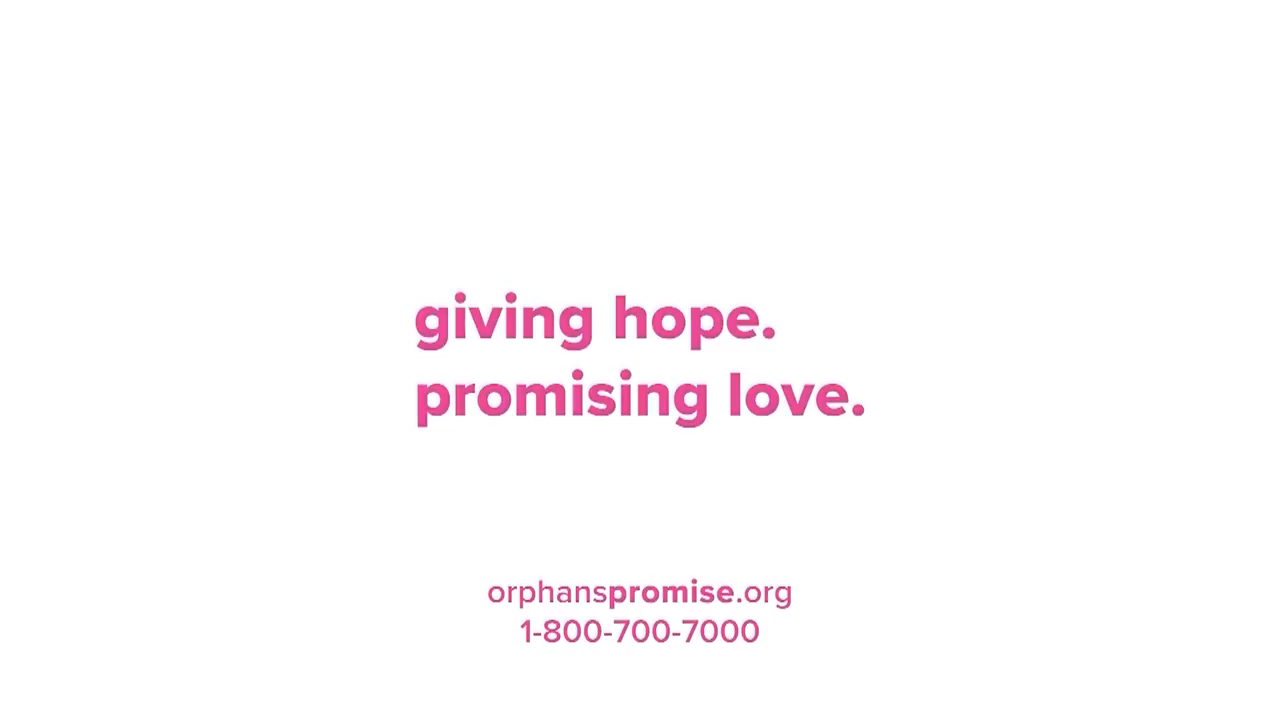 giving hope.
promising love.
orphanspromise.org
1-800-700-7000